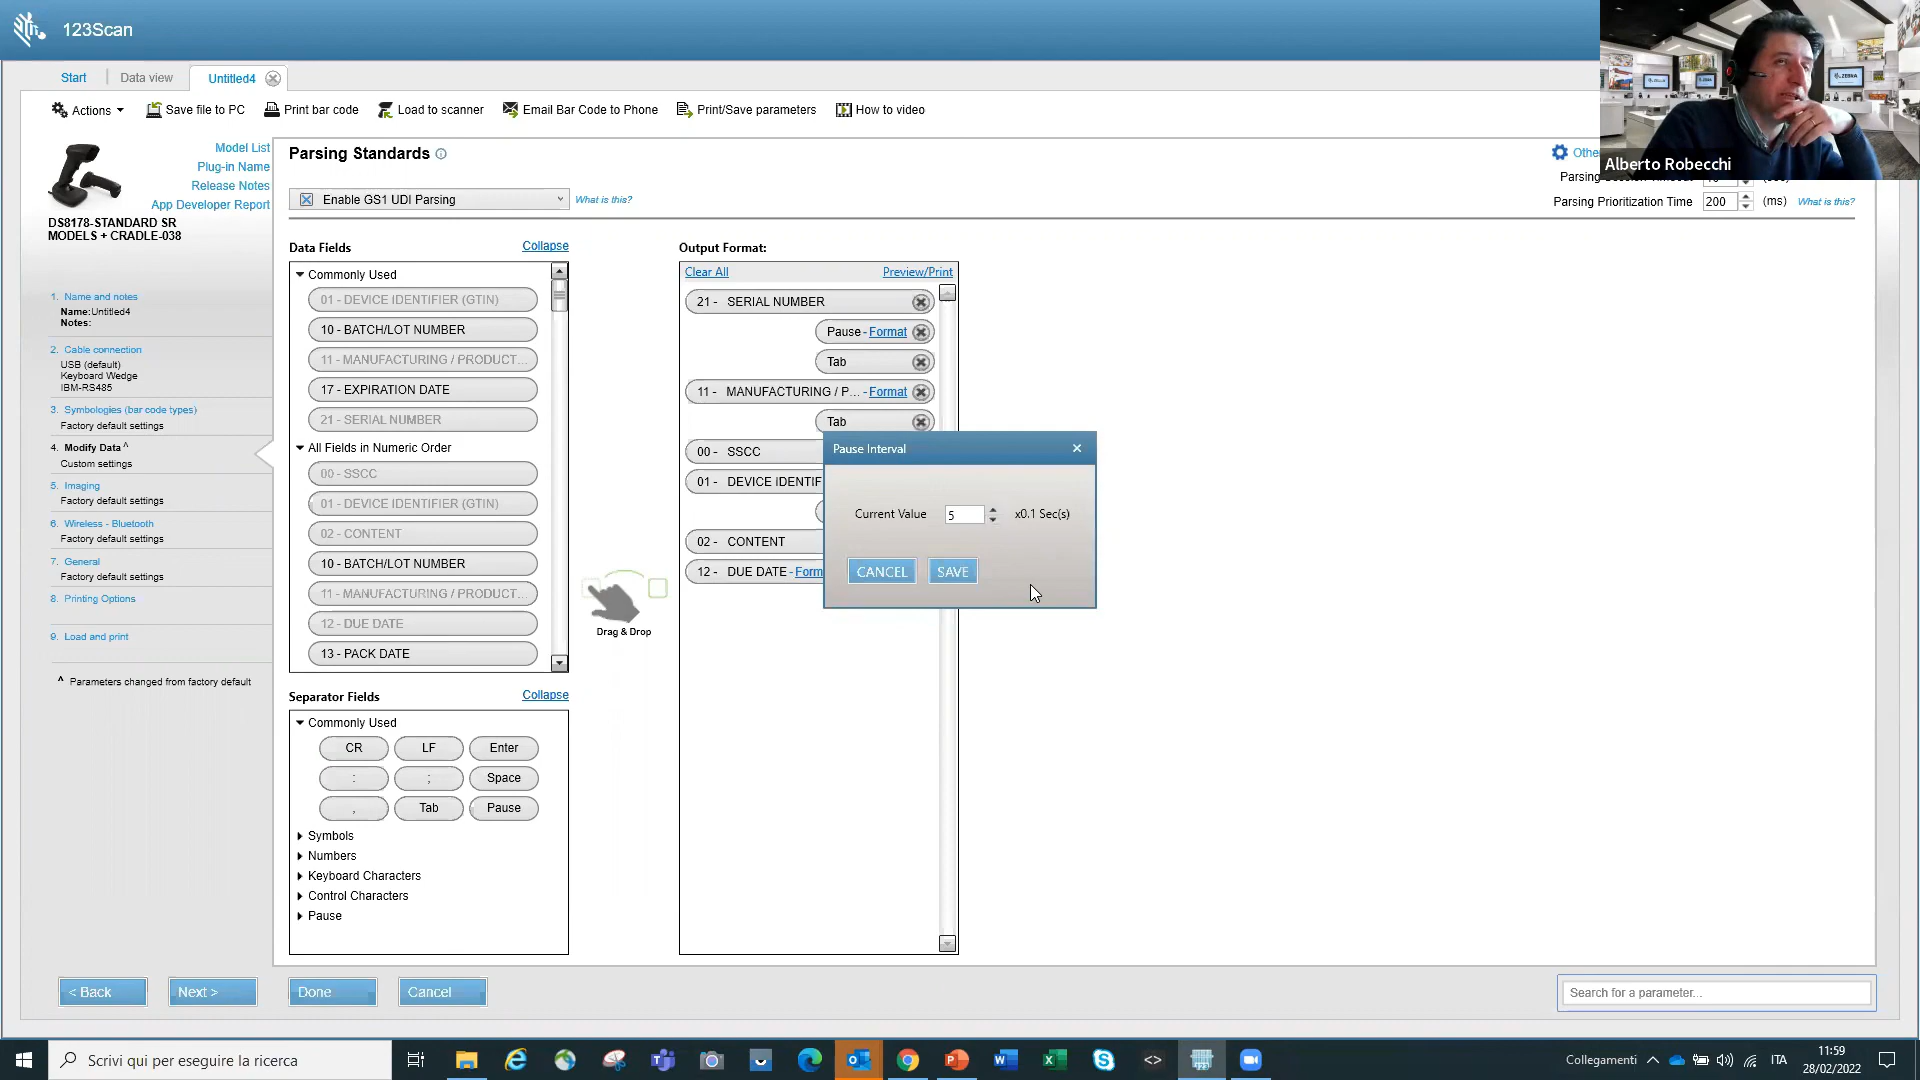 123Scan
Start
Data view
Untitled4
Actions
Save file to PC
Print bar code
Load to scanner
Email Bar Code to Phone
Print/Save parameters
How to video
Alberto Robecchi
Model List
Plug-in Name
Release Notes
App Developer Report
DS8178-STANDARD SR
MODELS + CRADLE-038
1. Name and notes
Name:Untitled4
Notes:
2. Cable connection
USB (default)
Keyboard Wedge
IBM-RS485
3. Symbologies (bar code types)
Factory default settings
4. Modify Data ^
Custom settings
5. Imaging
Factory default settings
6. Wireless - Bluetooth
Factory default settings
7. General
Factory default settings
8. Printing Options
9. Load and print
^ Parameters changed from factory default
Parsing Standards
Enable GS1 UDI Parsing
What is this?
Parsing Prioritization Time
200
(ms)
What is this?
Data Fields
Collapse
Commonly Used
01 - DEVICE IDENTIFIER (GTIN)
10 - BATCH/LOT NUMBER
11 - MANUFACTURING / PRODUCT...
17 - EXPIRATION DATE
21 - SERIAL NUMBER
All Fields in Numeric Order
00 - SSCC
01 - DEVICE IDENTIFIER (GTIN)
02 - CONTENT
10 - BATCH/LOT NUMBER
11 - MANUFACTURING / PRODUCT...
12 - DUE DATE
13 - PACK DATE
Drag & Drop
Output Format:
Clear All
Preview/Print
21 - SERIAL NUMBER
Pause - Format
Tab
11 - MANUFACTURING / P... - Format
Tab
00 - SSCC
01 - DEVICE IDENTIF
02 - CONTENT
12 - DUE DATE - Form
Pause Interval
Current Value
5
x0.1 Sec(s)
CANCEL
SAVE
Separator Fields
Collapse
Commonly Used
CR
LF
Enter
:
;
Space
,
Tab
Pause
Symbols
Numbers
Keyboard Characters
Control Characters
Pause
< Back
Next >
Done
Cancel
Search for a parameter...
Scrivi qui per eseguire la ricerca
Collegamenti
ITA
11:59
28/02/2022